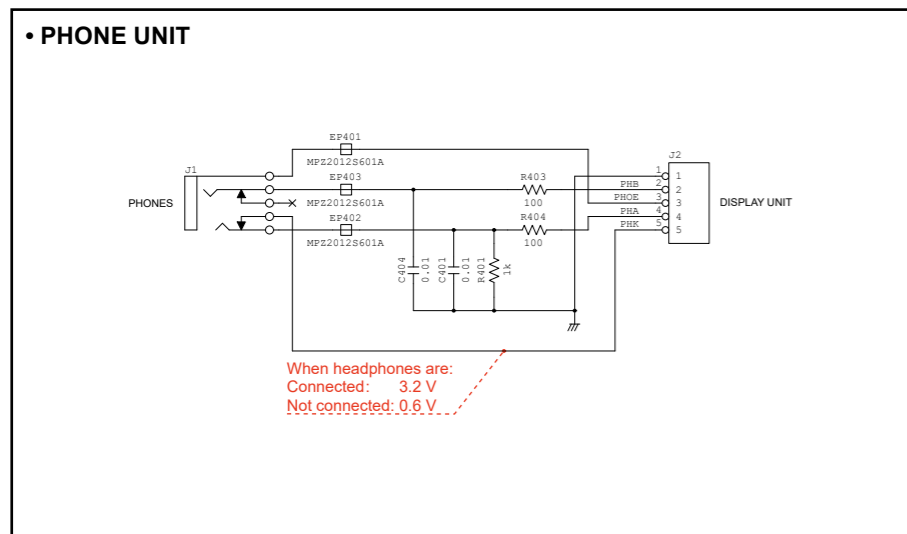 • PHONE UNIT
EP401
MPZ2012S601A
J1
J2
EP403
MPZ2012S601A
R403
100
EP402
MPZ2012S601A
R404
100
PHONES
DISPLAY UNIT
1 1
PHB 2 2
PHOE 3 3
PHA 4 4
PHK 5 5
C404
0.01
C401
0.01
R401
1k
When headphones are:
Connected: 3.2 V
Not connected: 0.6 V